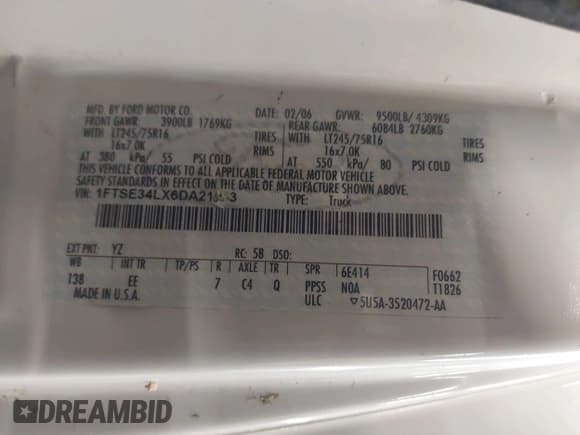 MFD. BY FORD MOTOR CO. DATE: 02/06 GVWR: 9500LB/ 4309KG
FRONT GAWR: 3900LB 1769KG REAR GAWR: 6084LB 2760KG
WITH LT245/75R16 TIRES WITH LT245/75R16 TIRES
16x7.0K RIMS 16x7.0K RIMS
AT 380 kPa/ 55 PSI COLD AT 550 kPa/ 80 PSI COLD
THIS VEHICLE CONFORMS TO ALL APPLICABLE FEDERAL MOTOR VEHICLE
SAFETY STANDARDS IN EFFECT ON THE DATE OF MANUFACTURE SHOWN ABOVE.
VIN: TYPE: Truck
EXT PNT: YZ RC: 58 DSO:
WB INT TR TP/PS R AXLE TR SPR 6E414 F0662
138 EE 7 C4 Q PPSS N0A T1826
MADE IN U.S.A. ULC ▽5U5A-3520472-AA
DREAMBID